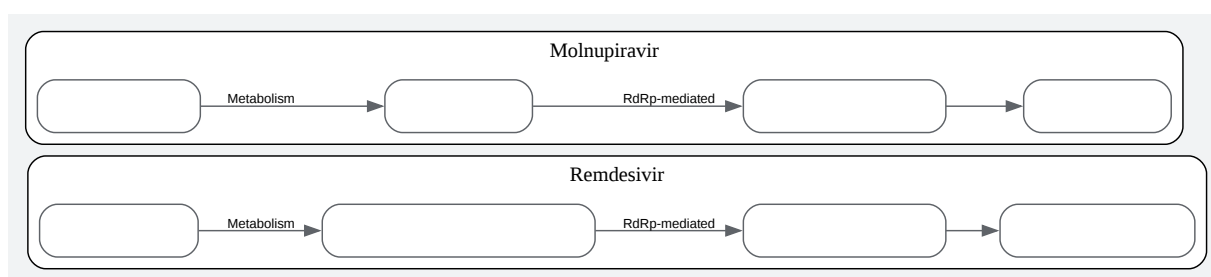 Molnupiravir
Metabolism
RdRp-mediated
Remdesivir
Metabolism
RdRp-mediated